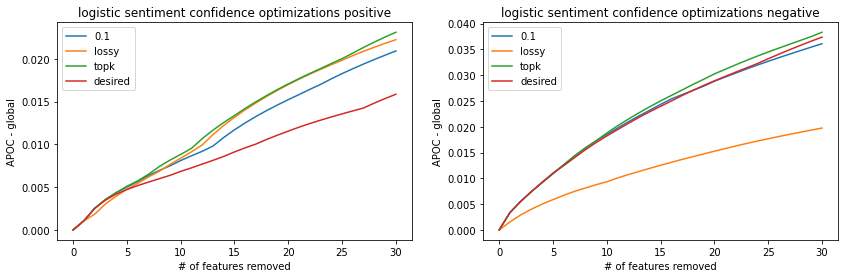 logistic sentiment confidence optimizations positive
0.1
lossy
topk
desired
APOC - global
0.020
0.015
0.010
0.005
0.000
0 5 10 15 20 25 30
# of features removed
logistic sentiment confidence optimizations negative
0.1
lossy
topk
desired
APOC - global
0.040
0.035
0.030
0.025
0.020
0.015
0.010
0.005
0.000
0 5 10 15 20 25 30
# of features removed